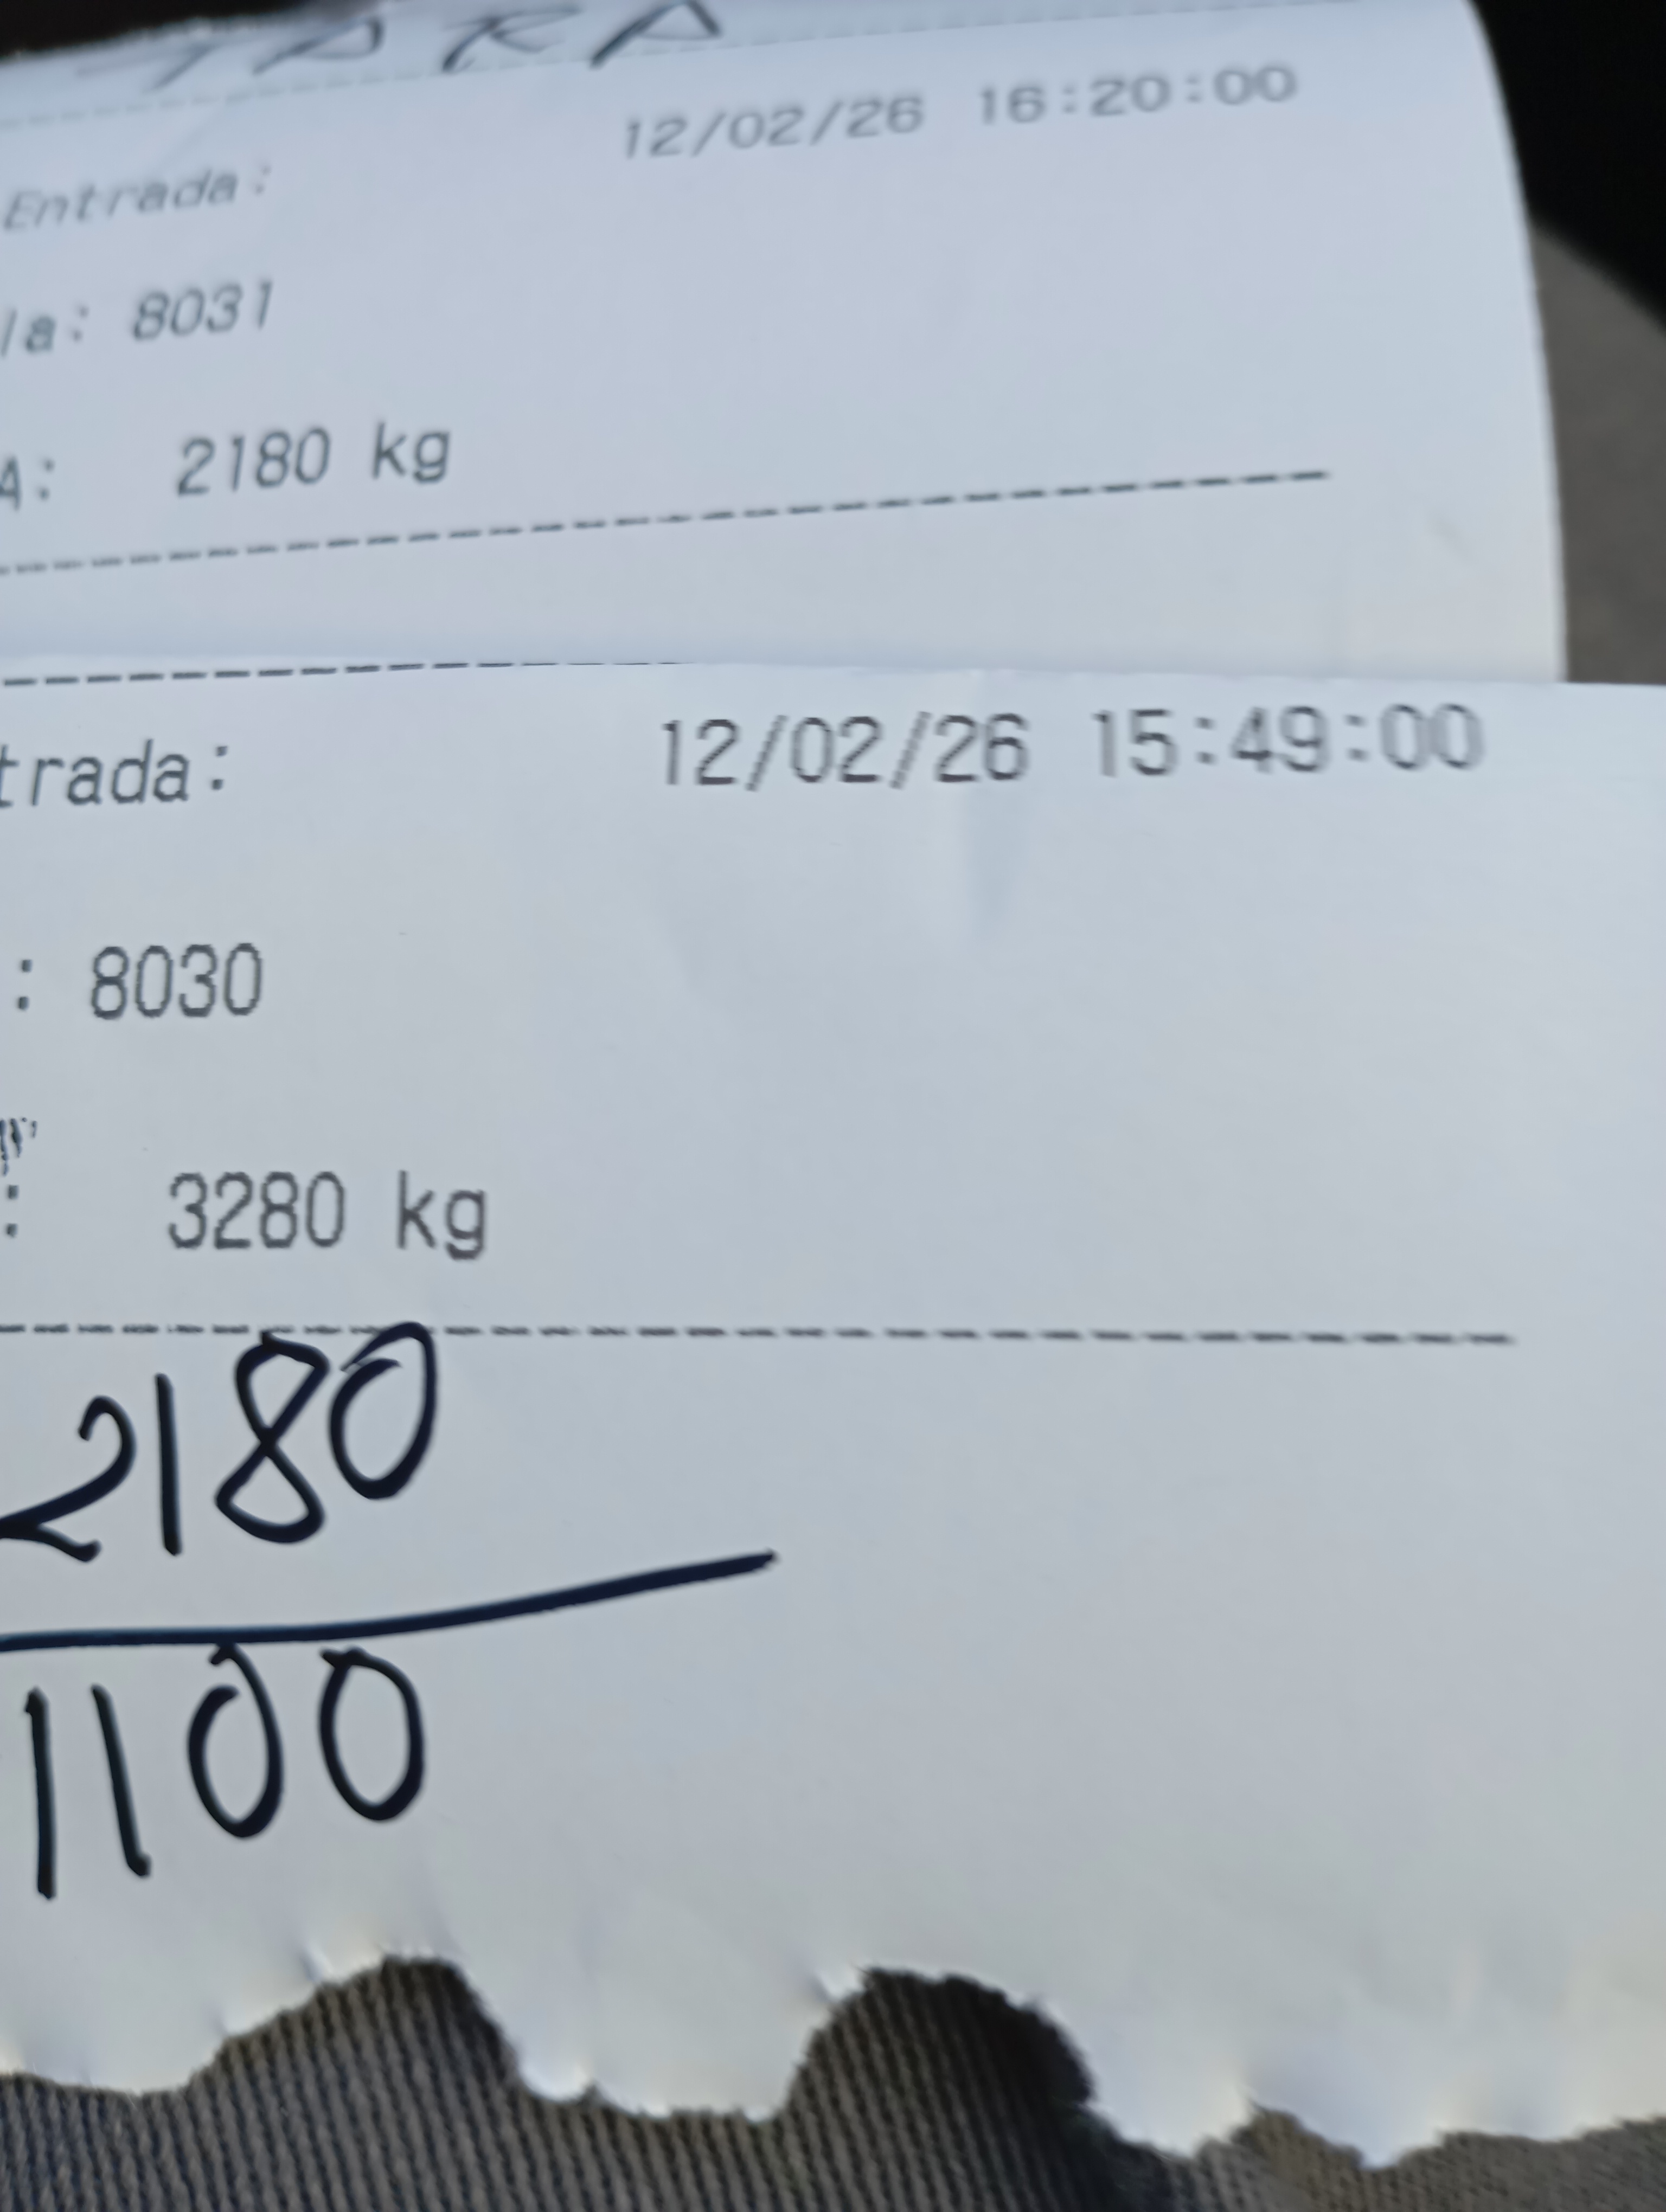 TARA
12/02/26 16:20:00
Entrada:
la: 8031
A: 2180 kg
12/02/26 15:49:00
trada:
: 8030
: 3280 kg
2180
1100